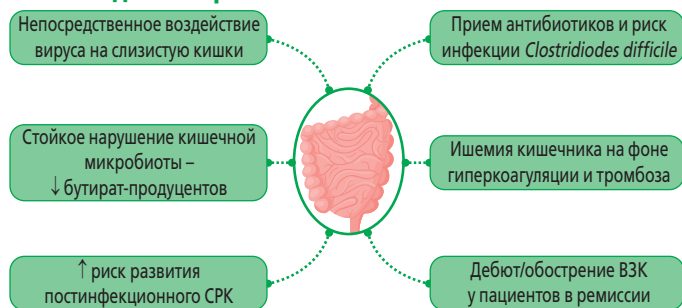 Непосредственное воздействие
вируса на слизистую кишки
Прием антибиотиков и риск
инфекции Clostridiodes difficile
Стойкое нарушение кишечной
микробиоты –
↓ бутират-продуцентов
Ишемия кишечника на фоне
гиперкоагуляции и тромбоза
↑ риск развития
постинфекционного СРК
Дебют/обострение ВЗК
у пациентов в ремиссии